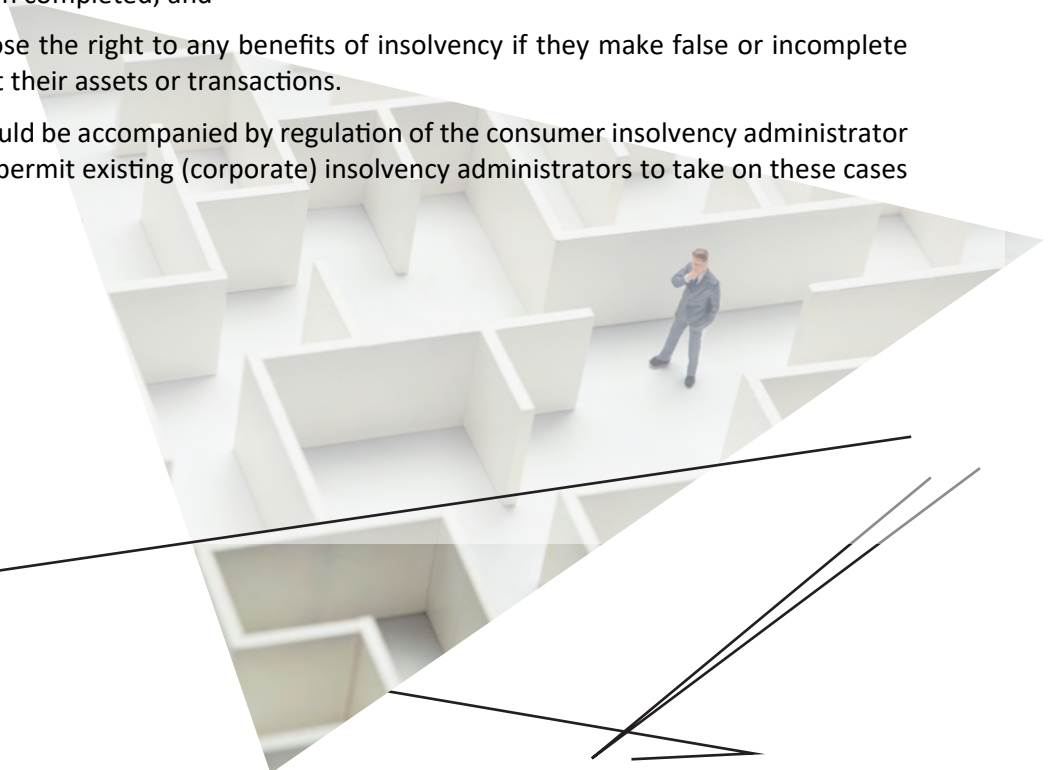 completed, and
the right to any benefits of insolvency if they make false or incomplete
their assets or transactions.
be accompanied by regulation of the consumer insolvency administrator
permit existing (corporate) insolvency administrators to take on these cases